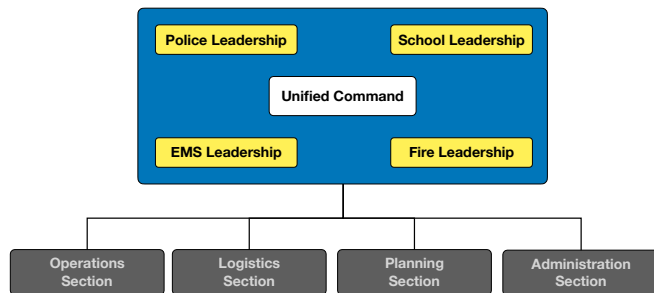 Police Leadership
School Leadership
Unified Command
EMS Leadership
Fire Leadership
Operations
Section
Logistics
Section
Planning
Section
Administration
Section